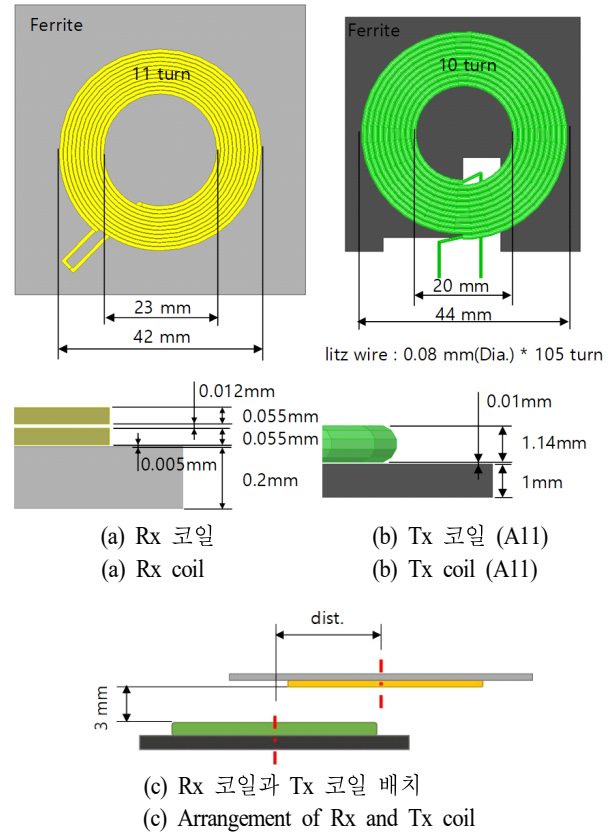 Ferrite
11 turn
23 mm
42 mm
Ferrite
10 turn
20 mm
44 mm
litz wire : 0.08 mm(Dia.) * 105 turn
0.012mm
0.055mm
0.055mm
0.005mm
0.2mm
0.01mm
1.14mm
1mm
(a) Rx 코일
(a) Rx coil
(b) Tx 코일 (A11)
(b) Tx coil (A11)
dist.
3 mm
(c) Rx 코일과 Tx 코일 배치
(c) Arrangement of Rx and Tx coil